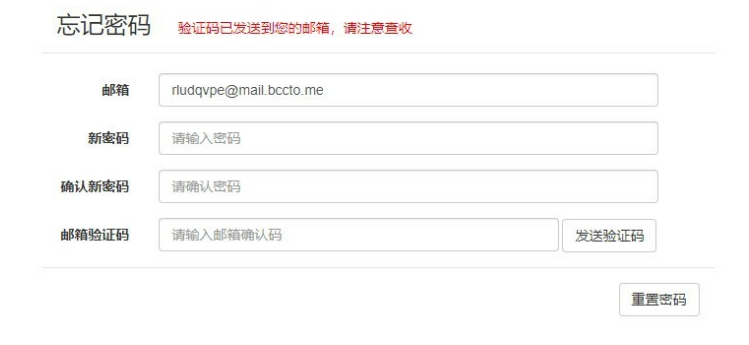 忘记密码 验证码已发送到您的邮箱，请注意查收
邮箱 rludqvpe@mail.bccto.me
新密码 请输入密码
确认新密码 请确认密码
邮箱验证码 请输入邮箱确认码 发送验证码
重置密码